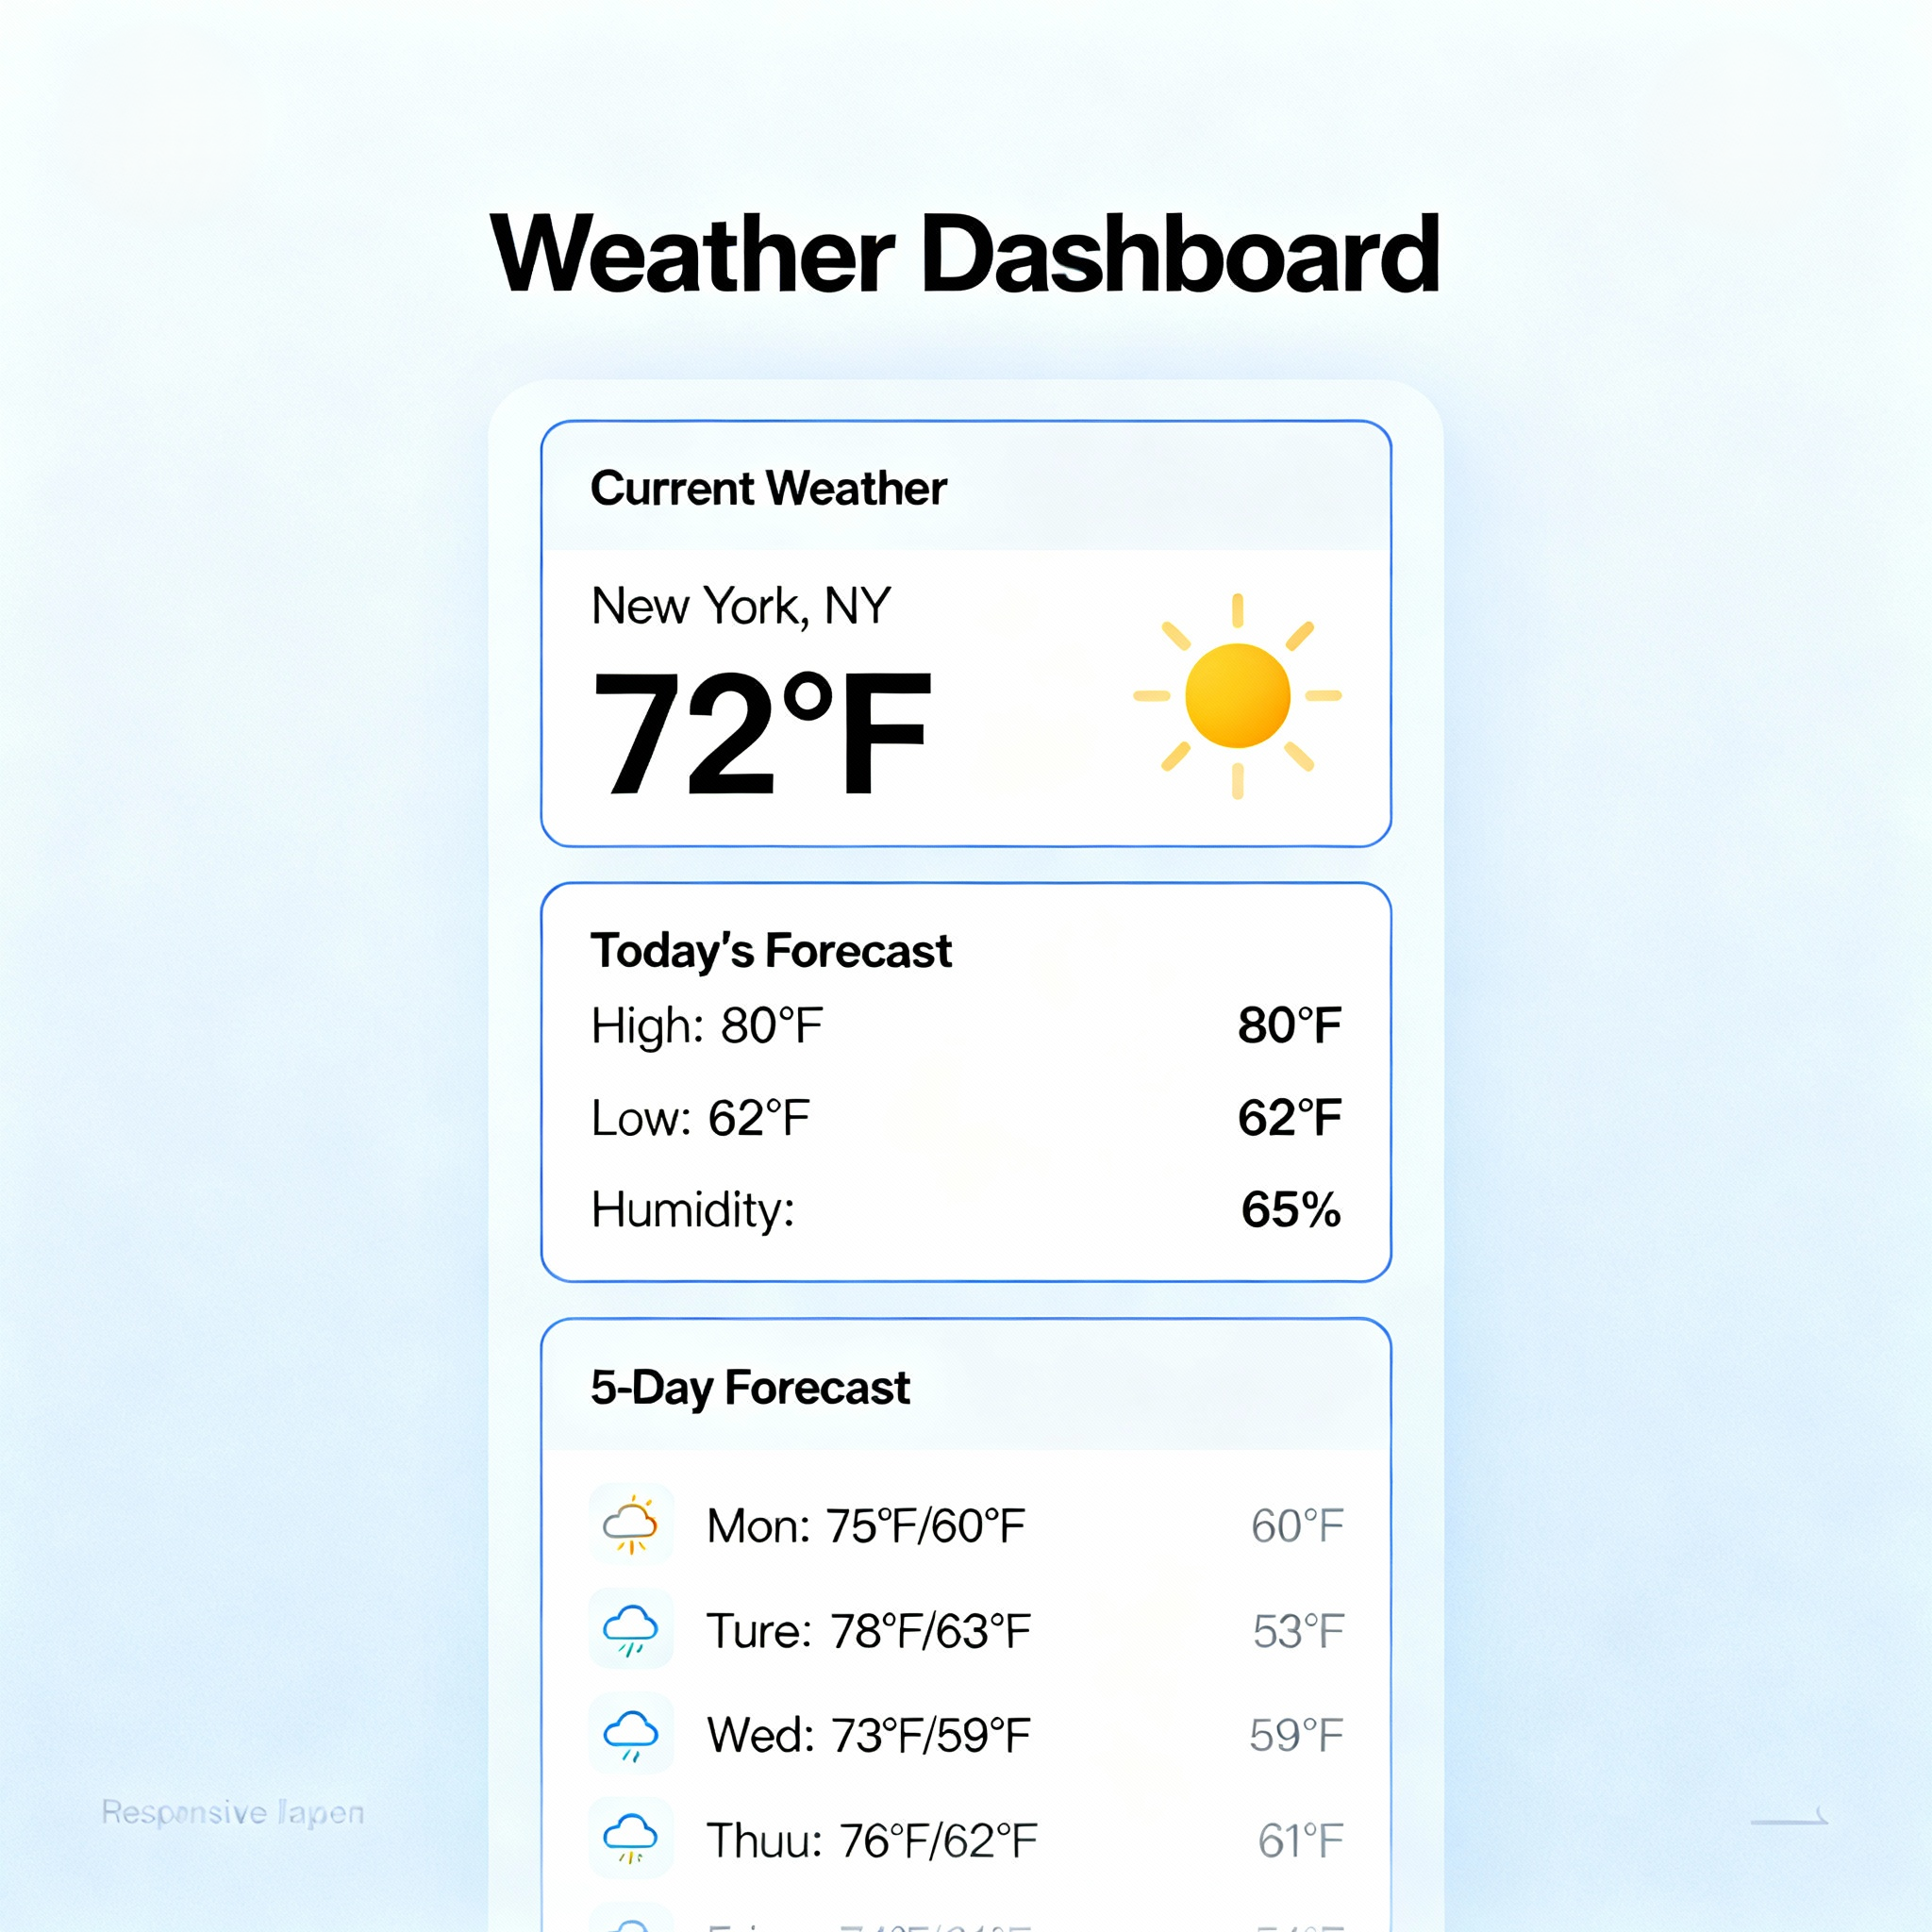 Weather Dashboard
Current Weather
New York, NY
72°F
Today's Forecast
High: 80°F 80°F
Low: 62°F 62°F
Humidity: 65%
5-Day Forecast
Mon: 75°F/60°F 60°F
Ture: 78°F/63°F 53°F
Wed: 73°F/59°F 59°F
Thuu: 76°F/62°F 61°F
Responsive